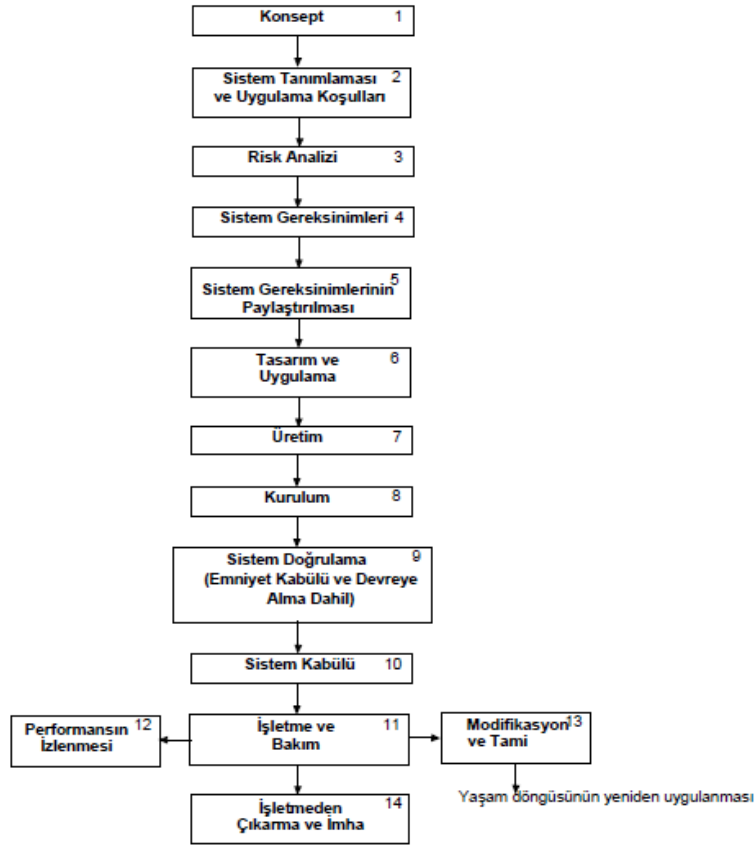 Konsept 1
Sistem Tanımlaması 2
ve Uygulama Koşulları
Risk Analizi 3
Sistem Gereksinimleri 4
5
Sistem Gereksinimlerinin
Paylaştırılması
Tasarım ve 6
Uygulama
Üretim 7
Kurulum 8
Sistem Doğrulama 9
(Emniyet Kabülü ve Devreye
Alma Dahil)
Sistem Kabülü 10
Performansın 12
İzlenmesi
İşletme ve 11
Bakım
Modifikasyon 13
ve Tami
Yaşam döngüsünün yeniden uygulanması
İşletmeden 14
Çıkarma ve İmha